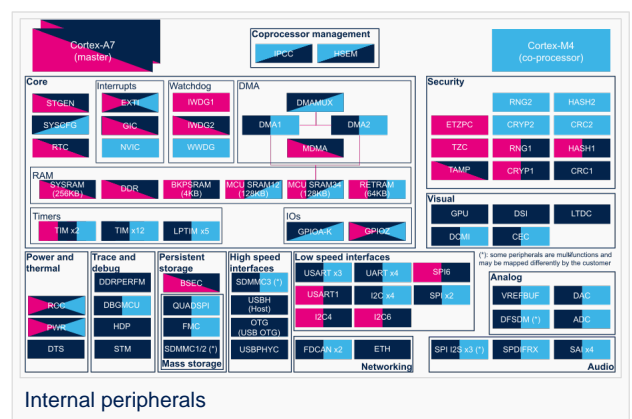 Cortex-A7
(master)
Coprocessor management
IPCC
HSEM
Cortex-M4
(co-processor)
Core
STGEN
SYSCFG
RTC
Interrupts
EXTI
GIC
NVIC
Watchdog
IWDG1
IWDG2
WWDG
DMA
DMAMUX
DMA1
DMA2
MDMA
Security
RNG2
HASH2
ETZPC
CRYP2
CRC2
TZC
RNG1
HASH1
TAMP
CRYP1
CRC1
RAM
SYSRAM
(256KB)
DDR
BKPSRAM
(4KB)
MCU SRAM12
(128KB)
MCU SRAM34
(128KB)
RETRAM
(64KB)
Timers
TIM x2
TIM x12
LPTIM x5
IOs
GPIOA-K
GPIOZ
Visual
GPU
DSI
LTDC
DCMI
CEC
(*): some peripherals are multifunctions and
may be mapped differently by the customer
Power and
thermal
RCC
PWR
DTS
Trace and
debug
DDRPERFM
DBGMCU
HDP
STM
Persistent
storage
BSEC
QUADSPI
FMC
SDMMC1/2 (*)
Mass storage
High speed
interfaces
SDMMC3 (*)
USBH
(Host)
OTG
(USB OTG)
USBPHYC
Low speed interfaces
USART x3
UART x4
SPI6
USART1
I2C x4
SPI x2
I2C4
I2C6
FDCAN x2
ETH
Networking
Analog
VREFBUF
DAC
DFSDM (*)
ADC
SPI I2S x3 (*)
SPDIFRX
SAI x4
Audio
Internal peripherals